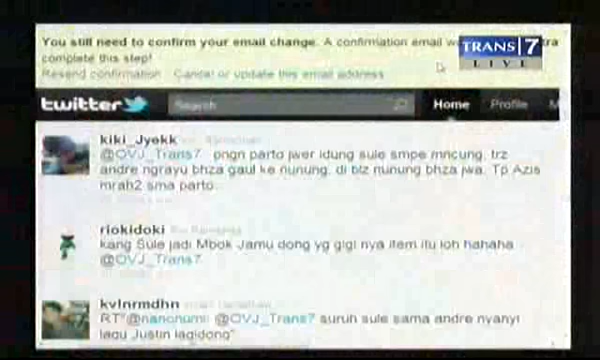 You still need to confirm your email change. A confirmation email
complete this step!
Resend confirmation Cancel or update this email address
TRANS 7
LIVE
twitter Search Home Profile M
kiki_Jyekk
@OVJ_Trans7 pngn parto jwer idung sule smpe mncung, trz
andre ngrayu bhza gaul ke nunung, di blz nunung bhza jwa. Tp Azis
mrah2 sma parto.
riokidoki
kang Sule jadi Mbok Jamu dong yg gigi nya item itu loh hahaha
@OVJ_Trans7
kvlnrmdhn
RT"@nanonumii @OVJ_Trans7 suruh sule sama andre nyanyi
lagu Justin lagidong"